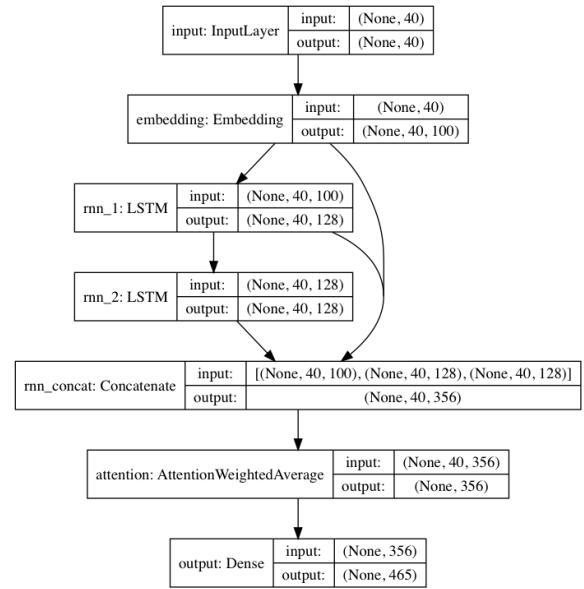 input: InputLayer input: (None, 40)
output: (None, 40)
embedding: Embedding input: (None, 40)
output: (None, 40, 100)
rnn_1: LSTM input: (None, 40, 100)
output: (None, 40, 128)
rnn_2: LSTM input: (None, 40, 128)
output: (None, 40, 128)
rnn_concat: Concatenate input: [(None, 40, 100), (None, 40, 128), (None, 40, 128)]
output: (None, 40, 356)
attention: AttentionWeightedAverage input: (None, 40, 356)
output: (None, 356)
output: Dense input: (None, 356)
output: (None, 465)